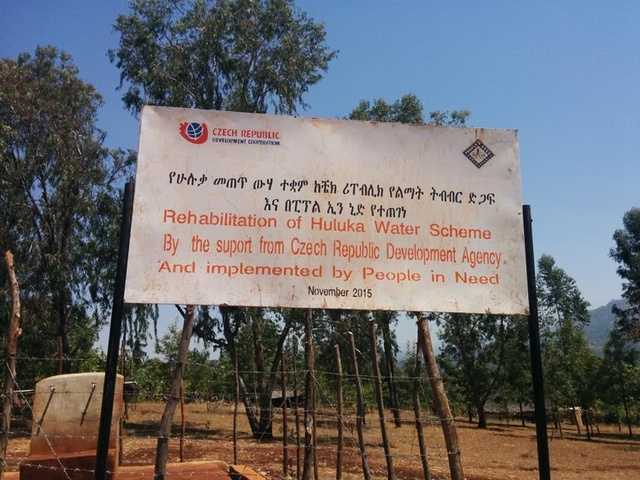 CZECH REPUBLIC
DEVELOPMENT COOPERATION
የሁሉቃ መጠጥ ውሃ ተቋም ከቼክ ሪፐብሊክ የልማት ትብብር ድጋፍ
እና በፒፕል ኢን ኒድ የተጠገነ
Rehabilitation of Huluka Water Scheme
By the suport from Czech Republic Development Agency
And implemented by People in Need
November 2015